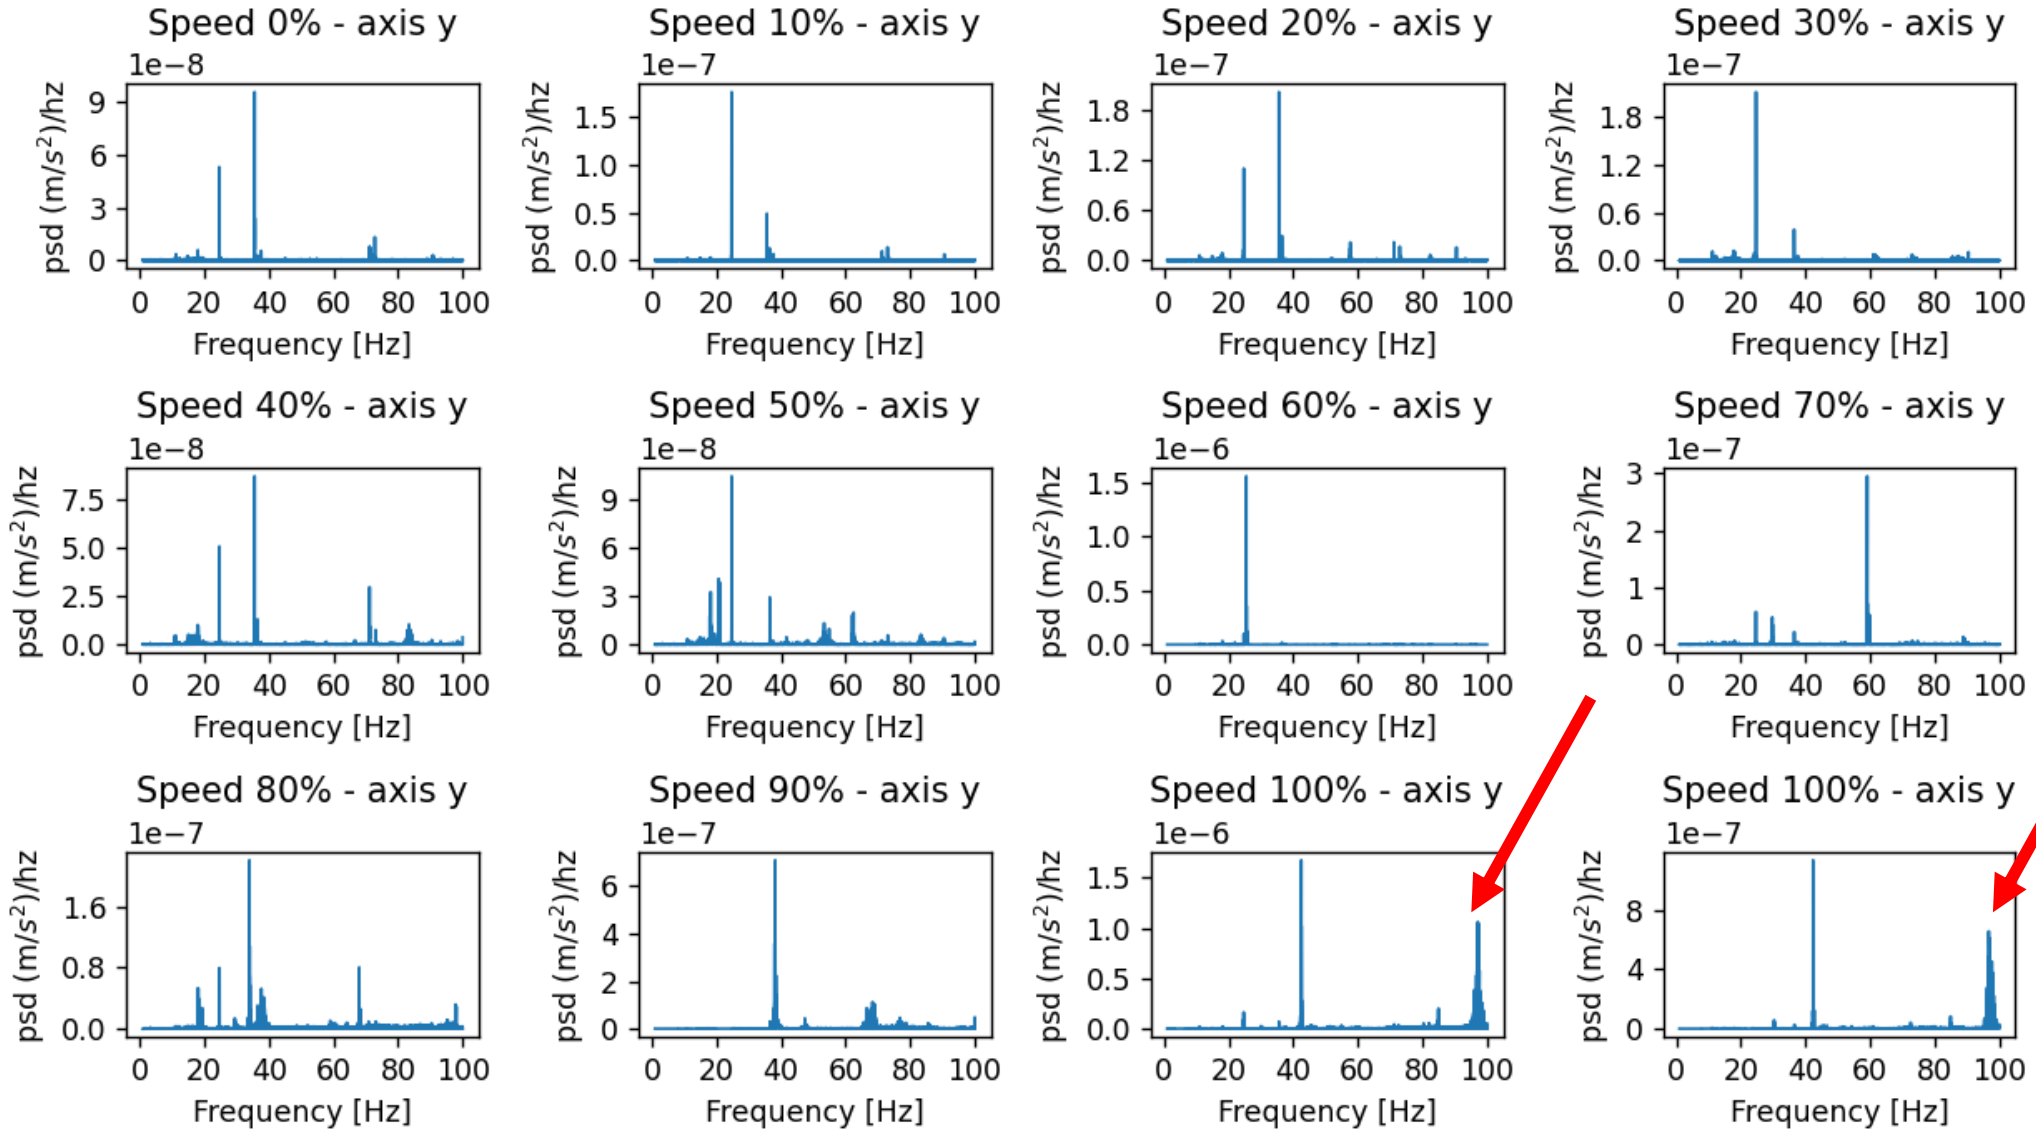 Speed 0% - axis y
1e−8
psd (m/s²)/hz
9
6
3
0
0 20 40 60 80 100
Frequency [Hz]
Speed 10% - axis y
1e−7
psd (m/s²)/hz
1.5
1.0
0.5
0.0
0 20 40 60 80 100
Frequency [Hz]
Speed 20% - axis y
1e−7
psd (m/s²)/hz
1.8
1.2
0.6
0.0
0 20 40 60 80 100
Frequency [Hz]
Speed 30% - axis y
1e−7
psd (m/s²)/hz
1.8
1.2
0.6
0.0
0 20 40 60 80 100
Frequency [Hz]
Speed 40% - axis y
1e−8
psd (m/s²)/hz
7.5
5.0
2.5
0.0
0 20 40 60 80 100
Frequency [Hz]
Speed 50% - axis y
1e−8
psd (m/s²)/hz
9
6
3
0
0 20 40 60 80 100
Frequency [Hz]
Speed 60% - axis y
1e−6
psd (m/s²)/hz
1.5
1.0
0.5
0.0
0 20 40 60 80 100
Frequency [Hz]
Speed 70% - axis y
1e−7
psd (m/s²)/hz
3
2
1
0
0 20 40 60 80 100
Frequency [Hz]
Speed 80% - axis y
1e−7
psd (m/s²)/hz
1.6
0.8
0.0
0 20 40 60 80 100
Frequency [Hz]
Speed 90% - axis y
1e−7
psd (m/s²)/hz
6
4
2
0
0 20 40 60 80 100
Frequency [Hz]
Speed 100% - axis y
1e−6
psd (m/s²)/hz
1.5
1.0
0.5
0.0
0 20 40 60 80 100
Frequency [Hz]
Speed 100% - axis y
1e−7
psd (m/s²)/hz
8
4
0
0 20 40 60 80 100
Frequency [Hz]